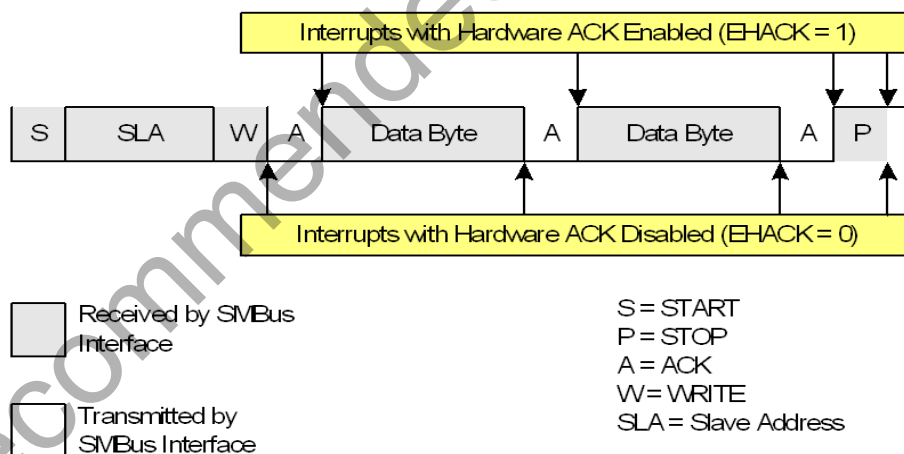 Interrupts with Hardware ACK Enabled (EHACK = 1)
S SLA W A Data Byte A Data Byte A P
Interrupts with Hardware ACK Disabled (EHACK = 0)
Received by SMBus
Interface
Transmitted by
SMBus Interface
S = START
P = STOP
A = ACK
W = WRITE
SLA = Slave Address
ecommende